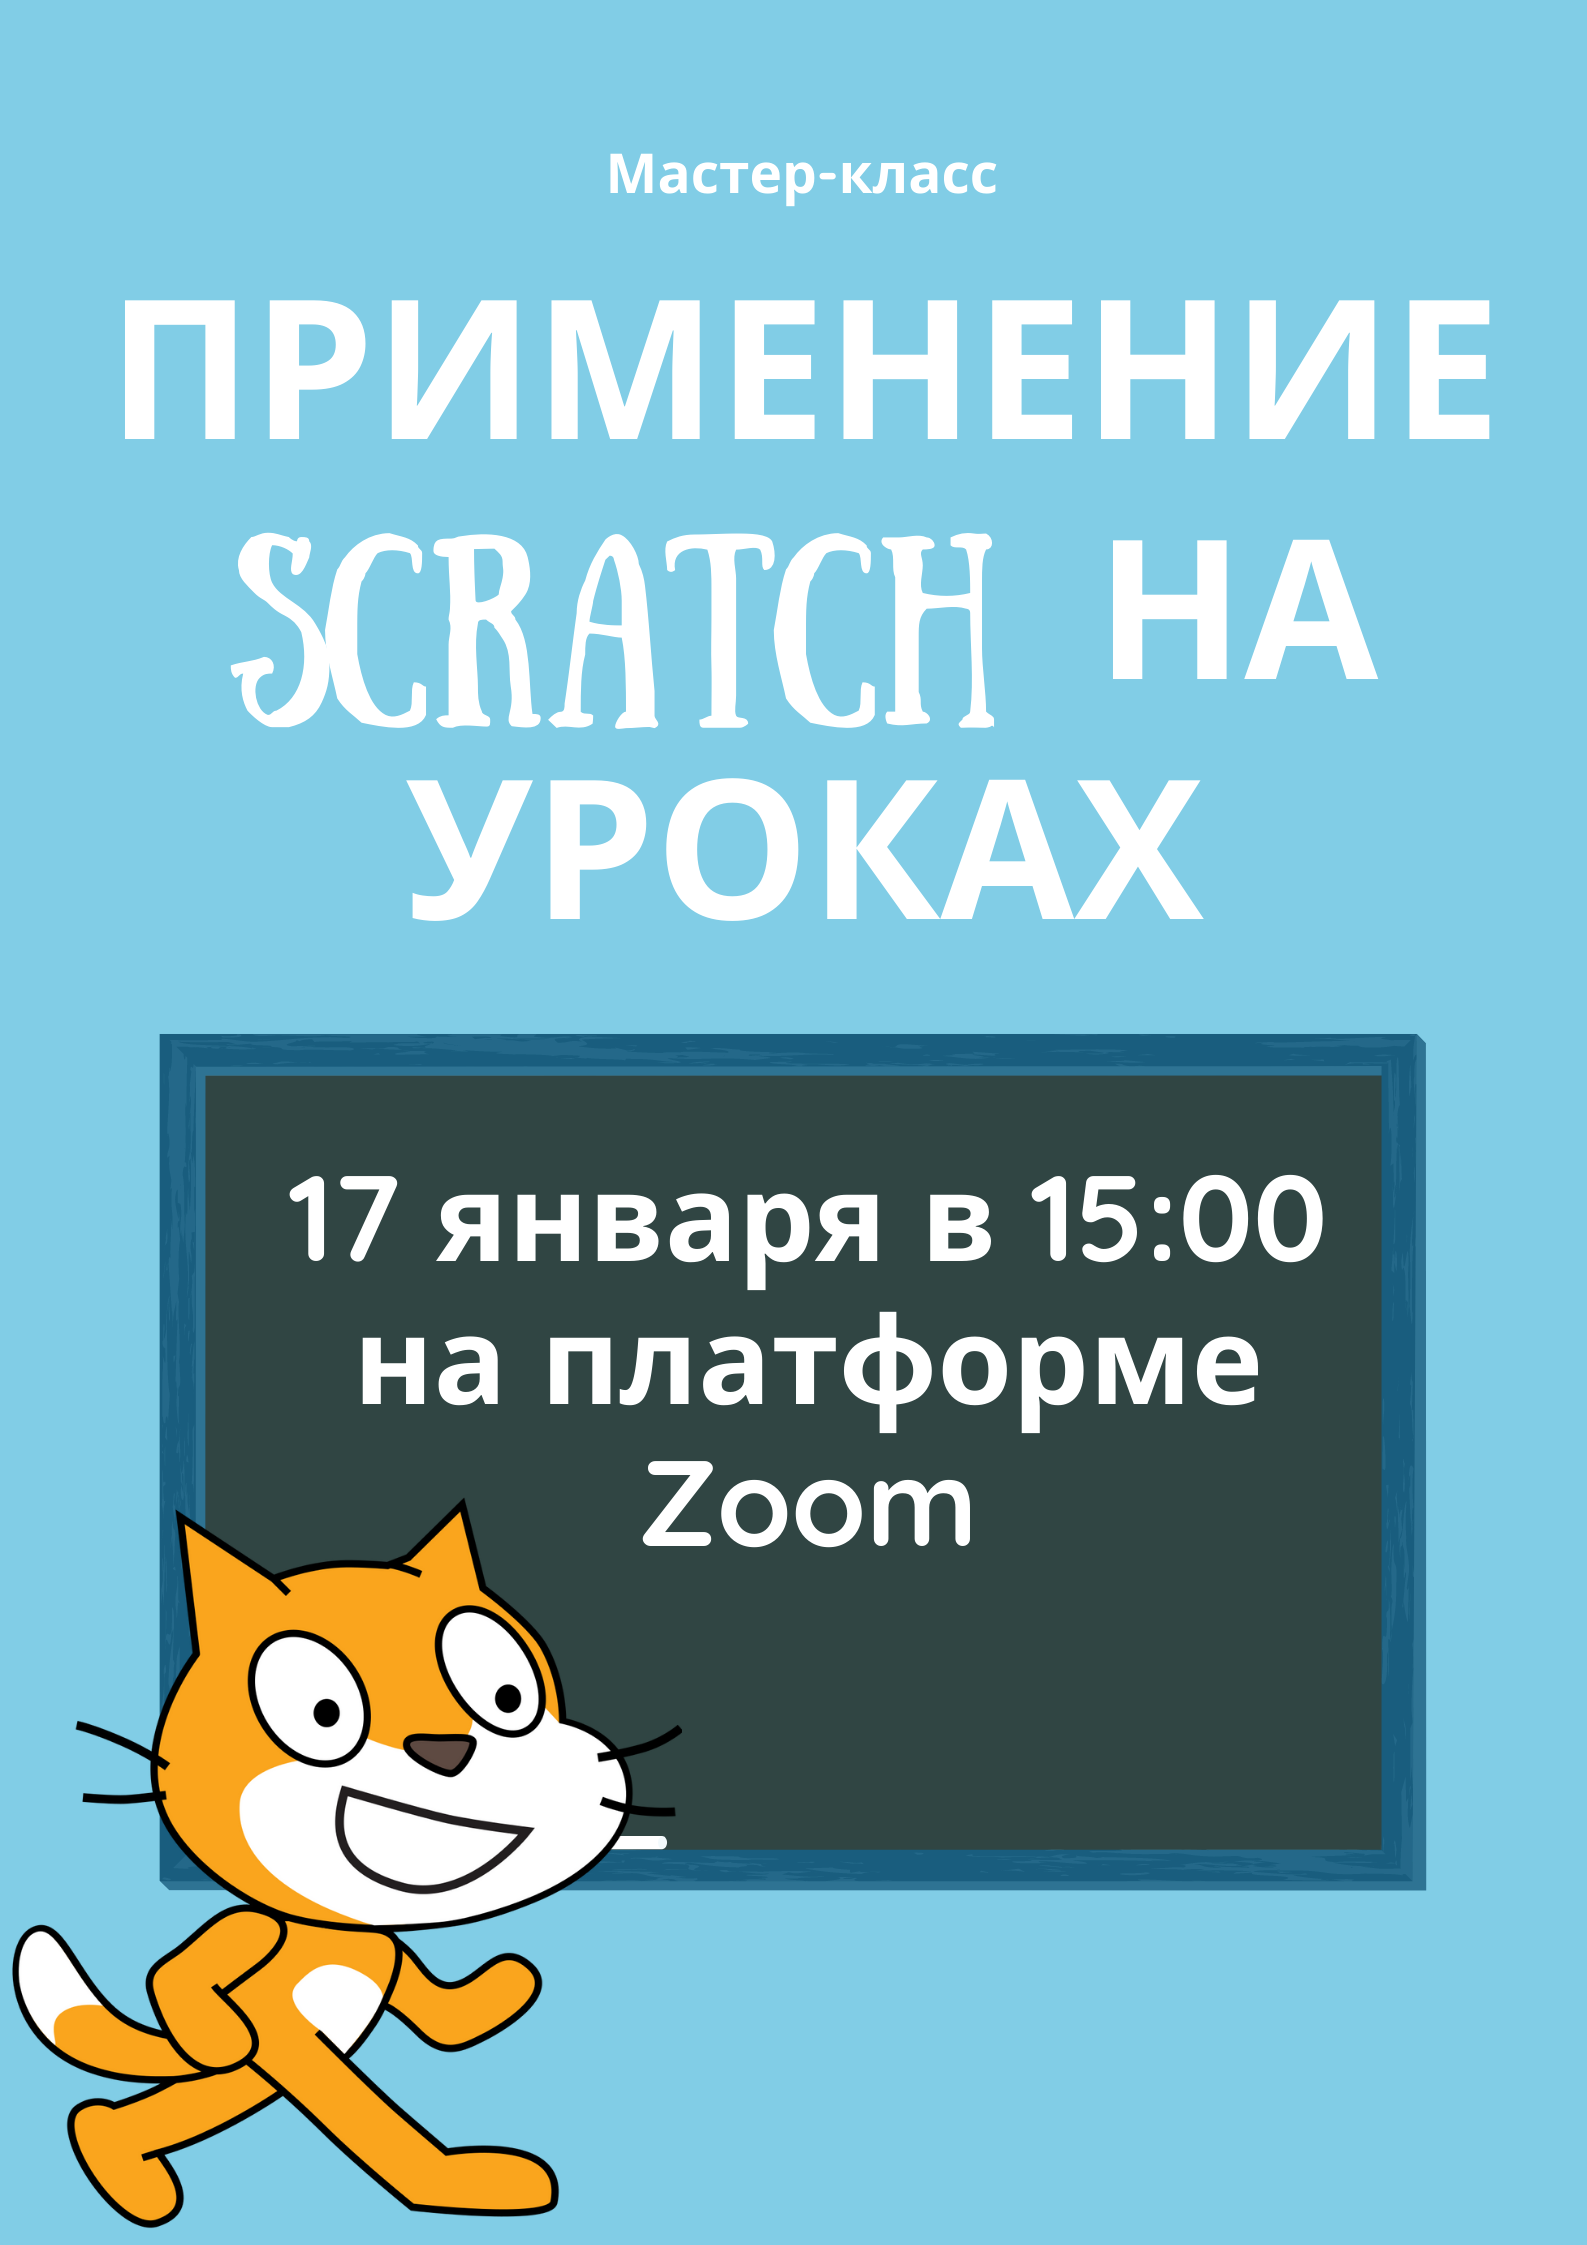 Мастер-класс
ПРИМЕНЕНИЕ
SCRATCH НА
УРОКАХ
17 января в 15:00
на платформе
Zoom